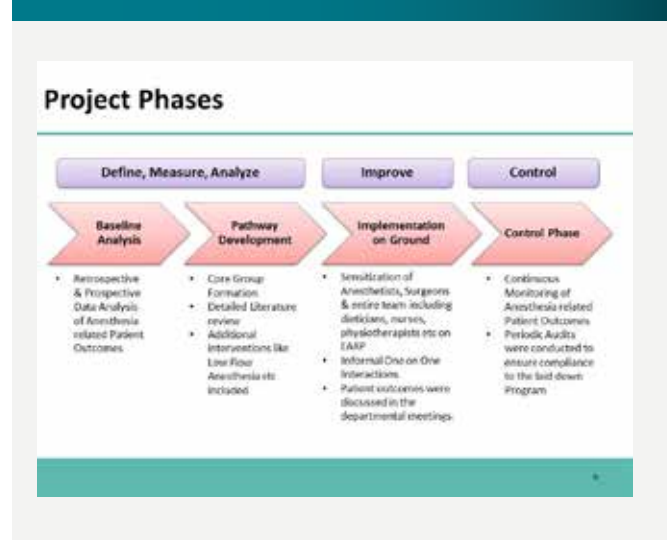 Project Phases
Define, Measure, Analyze
Improve
Control
Baseline
Analysis
Pathway
Development
Implementation
on Ground
Control Phase
• Retrospective
& Prospective
Data Analysis
of Anesthesia
related Patient
Outcomes
• Core Group
Formation
• Detailed Literature
review
• Additional
interventions like
Low Flow
Anesthesia etc
included
• Sensitization of
Anesthetists, Surgeons
& entire team including
dieticians, nurses,
physiotherapists etc on
• Informal One on One
Interactions
• Patient outcomes were
discussed in the
departmental meetings
• Continuous
Monitoring of
Anesthesia related
Patient Outcomes
• Periodic Audits
were conducted to
ensure compliance
to the laid down
Program